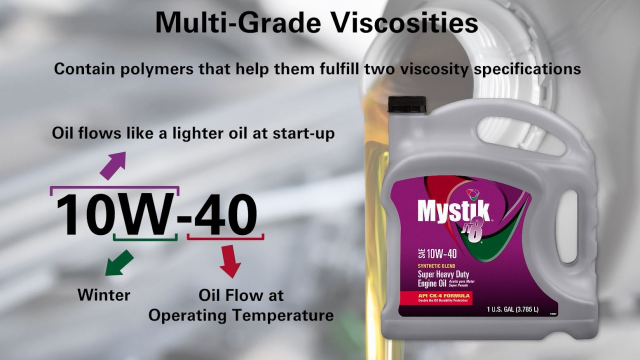 Multi-Grade Viscosities
Contain polymers that help them fulfill two viscosity specifications
Oil flows like a lighter oil at start-up
10W-40
Winter
Oil Flow at
Operating Temperature
Mystik
JT8
SAE 10W-40
SYNTHETIC BLEND
Super Heavy Duty
Engine Oil
API CK-4 FORMULA
1 U.S. GAL (3.785 L)